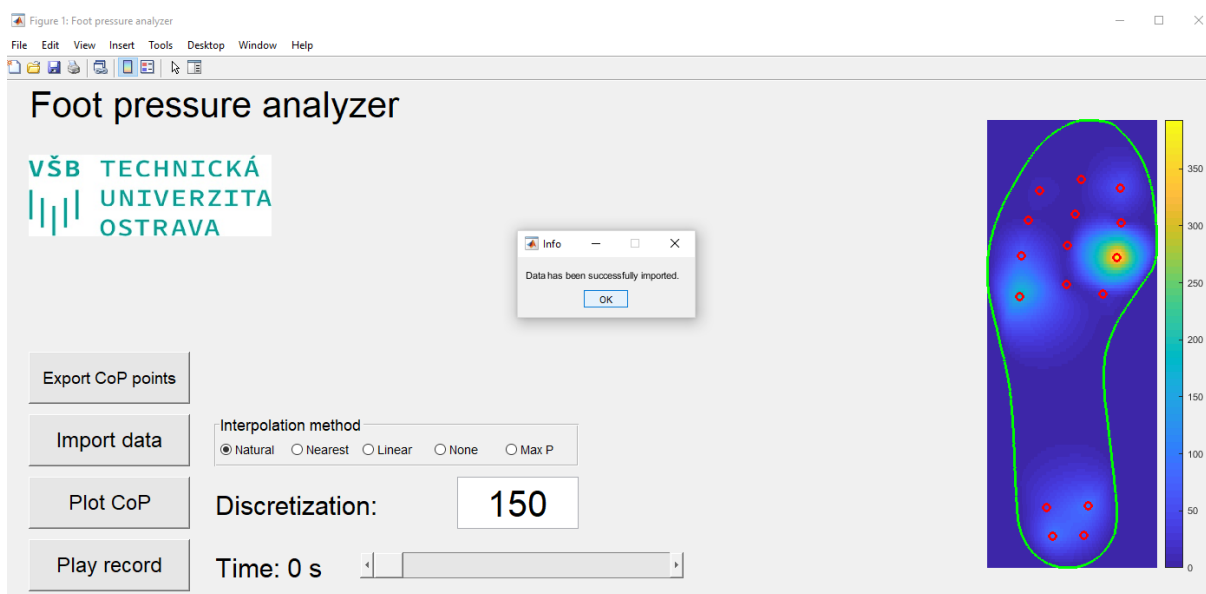 Figure 1: Foot pressure analyzer
File Edit View Insert Tools Desktop Window Help
Foot pressure analyzer
VŠB TECHNICKÁ
UNIVERZITA
OSTRAVA
Info
Data has been successfully imported.
OK
Export CoP points
Import data
Plot CoP
Play record
Interpolation method
Natural Nearest Linear None Max P
Discretization: 150
Time: 0 s
350
300
250
200
150
100
50
0